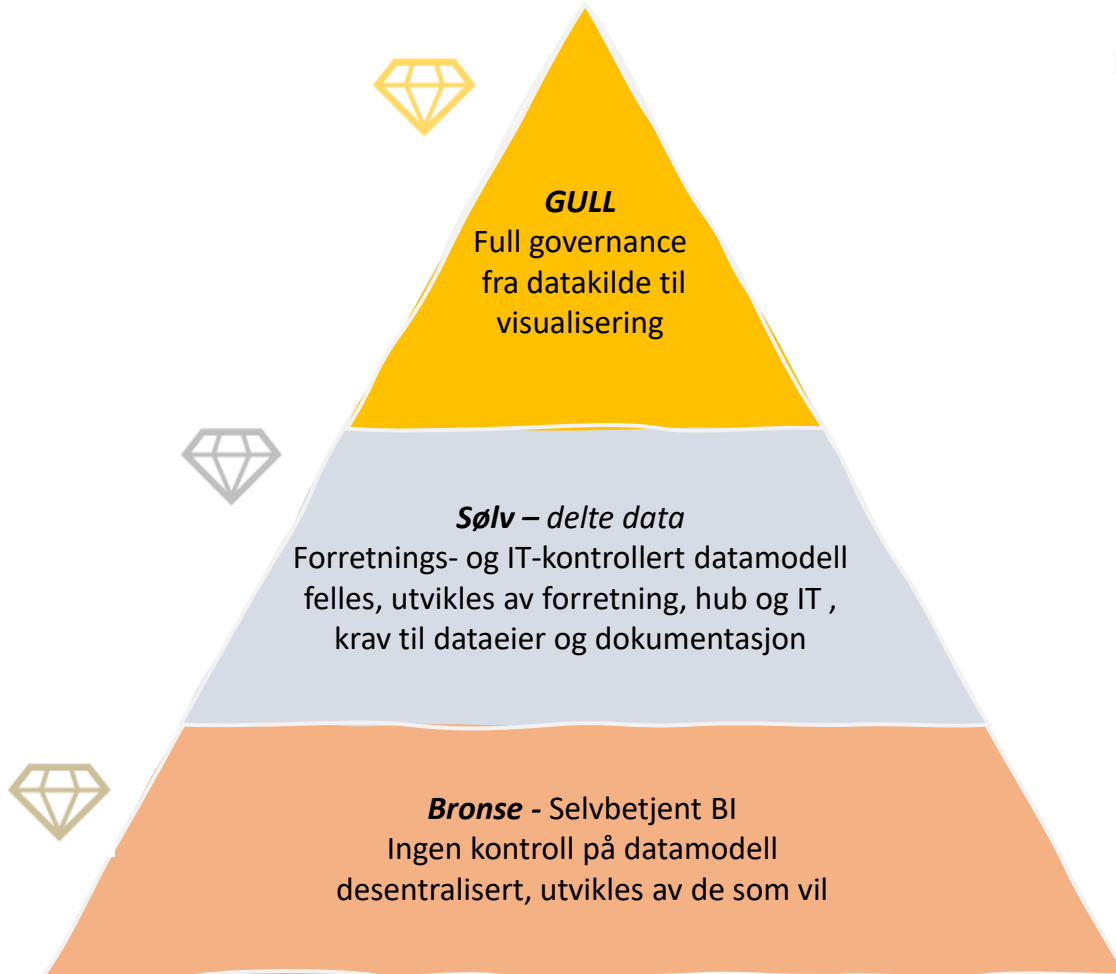 GULL
Full governance
fra datakilde til
visualisering
Sølv – delte data
Forretnings- og IT-kontrollert datamodell
felles, utvikles av forretning, hub og IT ,
krav til dataeier og dokumentasjon
Bronse - Selvbetjent BI
Ingen kontroll på datamodell
desentralisert, utvikles av de som vil